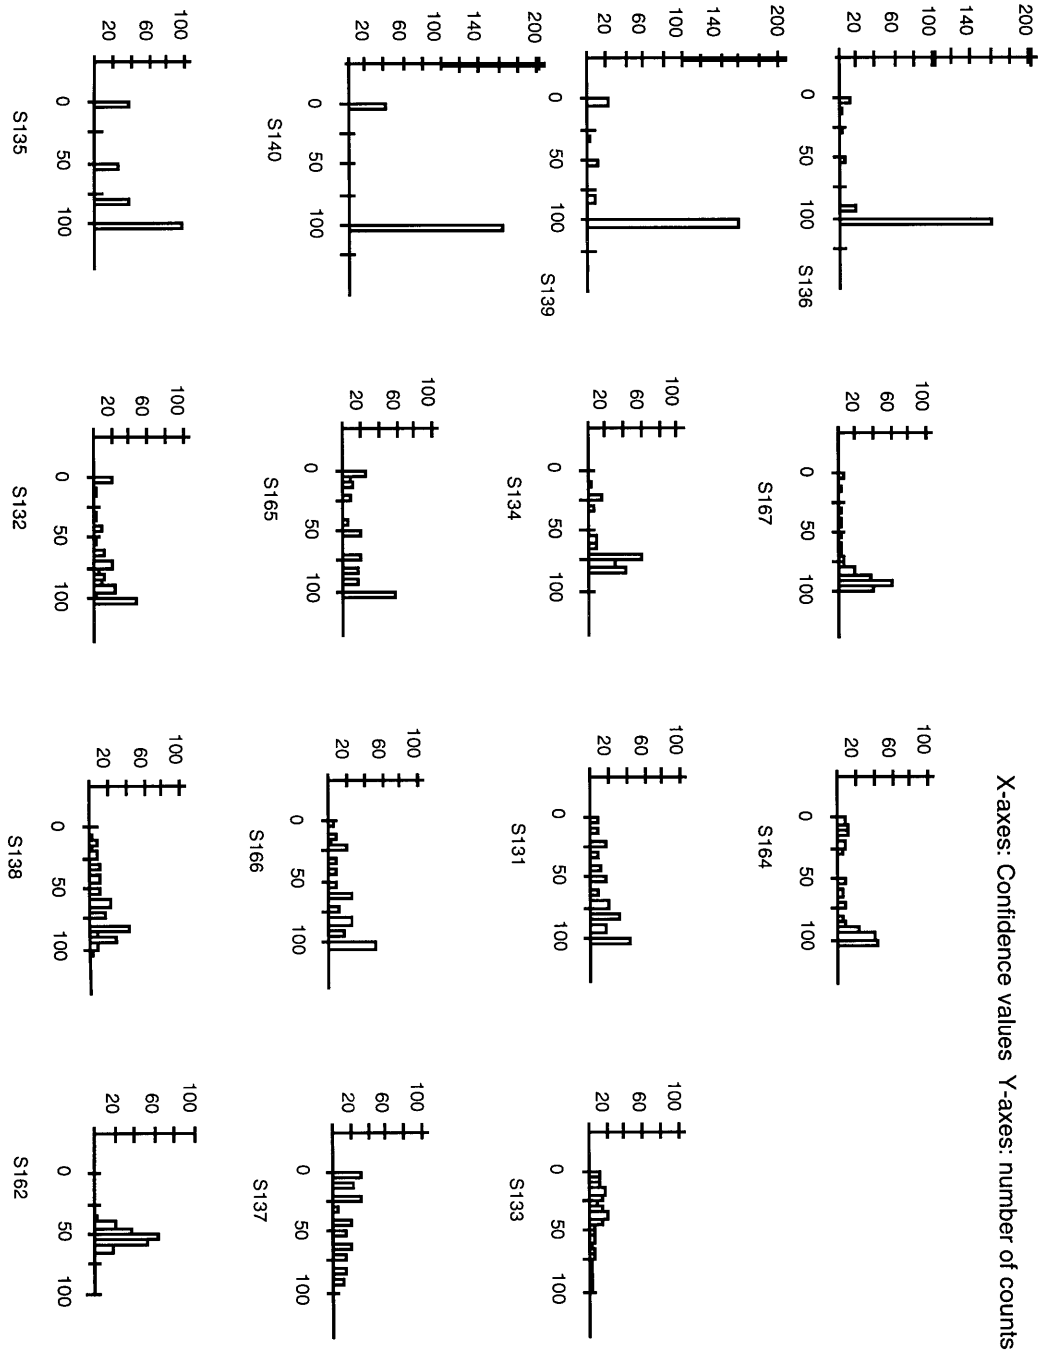 X-axes: Confidence values Y-axes: number of counts
200
140
100
60
20
0 50 100
S136
100
60
20
0 50 100
S167
100
60
20
0 50 100
S164
200
140
100
60
20
0 50 100
S139
100
60
20
0 50 100
S134
100
60
20
0 50 100
S131
100
60
20
0 50 100
S133
200
140
100
60
20
0 50 100
S140
100
60
20
0 50 100
S165
100
60
20
0 50 100
S166
100
60
20
0 50 100
S137
100
60
20
0 50 100
S135
100
60
20
0 50 100
S132
100
60
20
0 50 100
S138
100
60
20
0 50 100
S162